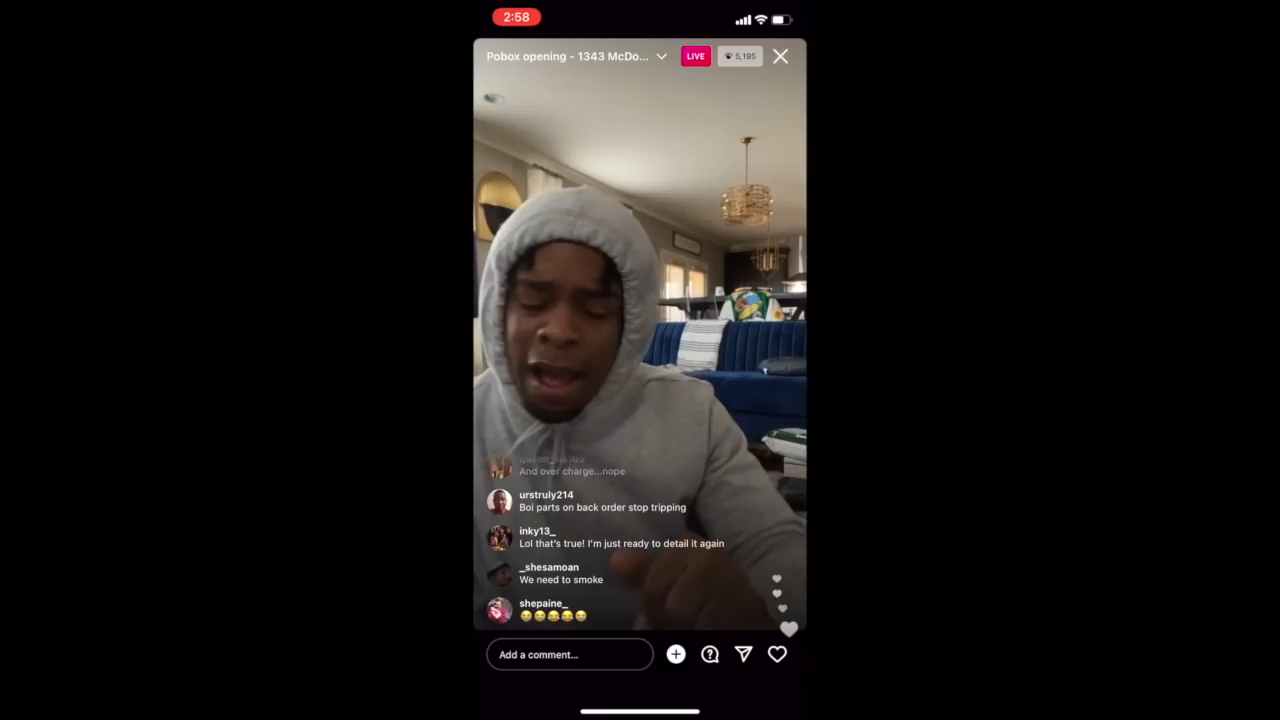 2:58
Pobox opening - 1343 McDo...
LIVE
5,195
And over charge...nope
urstruly214
Boi parts on back order stop tripping
inky13_
Lol that's true! I'm just ready to detail it again
_shesamoan
We need to smoke
shepaine_
😭😭😂😂😭
Add a comment...